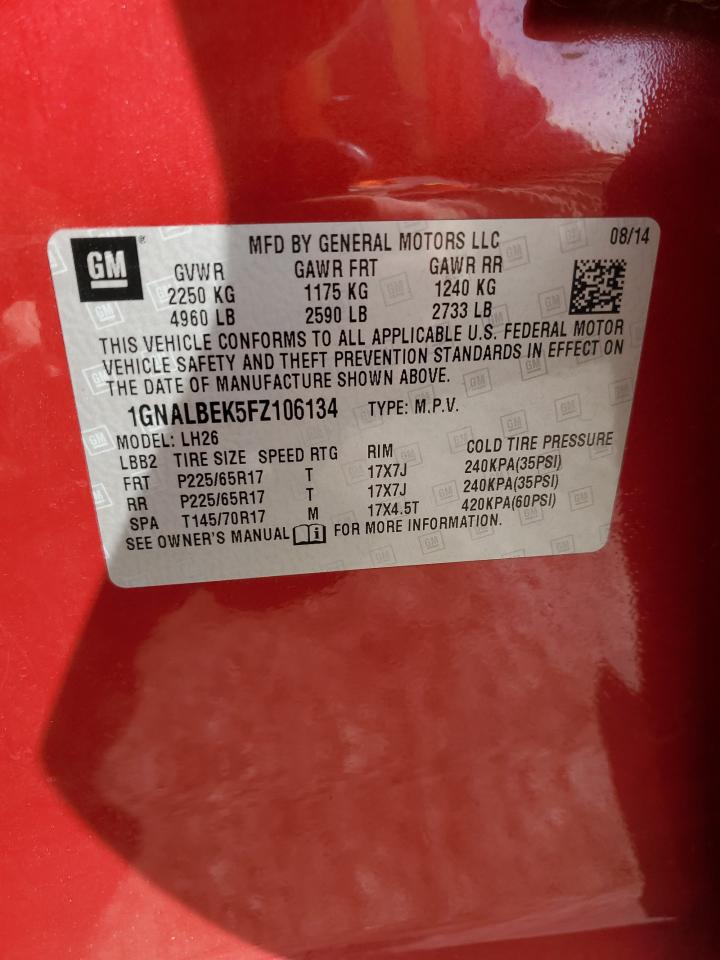 GM
MFD BY GENERAL MOTORS LLC 08/14
GVWR GAWR FRT GAWR RR
2250 KG 1175 KG 1240 KG
4960 LB 2590 LB 2733 LB
THIS VEHICLE CONFORMS TO ALL APPLICABLE U.S. FEDERAL MOTOR
VEHICLE SAFETY AND THEFT PREVENTION STANDARDS IN EFFECT ON
THE DATE OF MANUFACTURE SHOWN ABOVE.
1GNALBEK5FZ106134 TYPE: M.P.V.
MODEL: LH26
LBB2 TIRE SIZE SPEED RTG RIM COLD TIRE PRESSURE
FRT P225/65R17 T 17X7J 240KPA(35PSI)
RR P225/65R17 T 17X7J 240KPA(35PSI)
SPA T145/70R17 M 17X4.5T 420KPA(60PSI)
SEE OWNER'S MANUAL i FOR MORE INFORMATION.